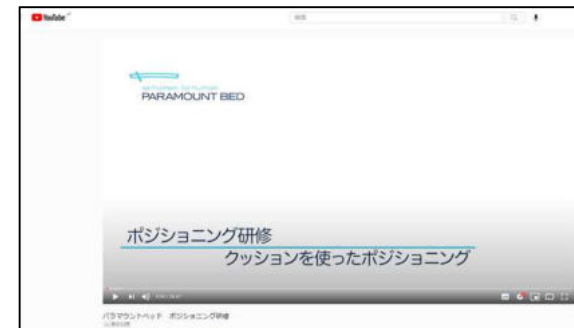 YouTube
検索
PARAMOUNT BED
ポジショニング研修
クッションを使ったポジショニング
パラマウントベッド ポジショニング研修